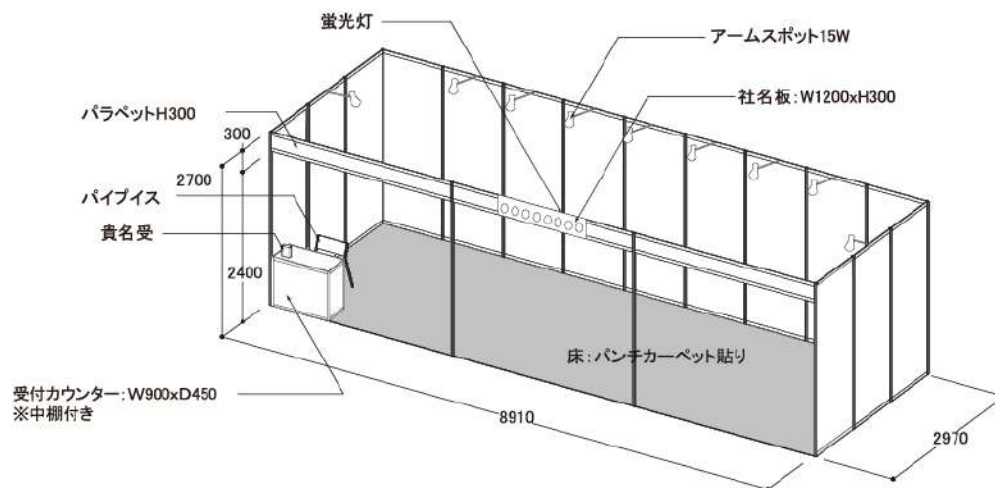 蛍光灯
アームスポット15W
社名板:W1200xH300
パラペットH300
300
2700
パイプイス
貴名受
2400
床:パンチカーペット貼り
受付カウンター:W900xD450
※中棚付き
8910
2970